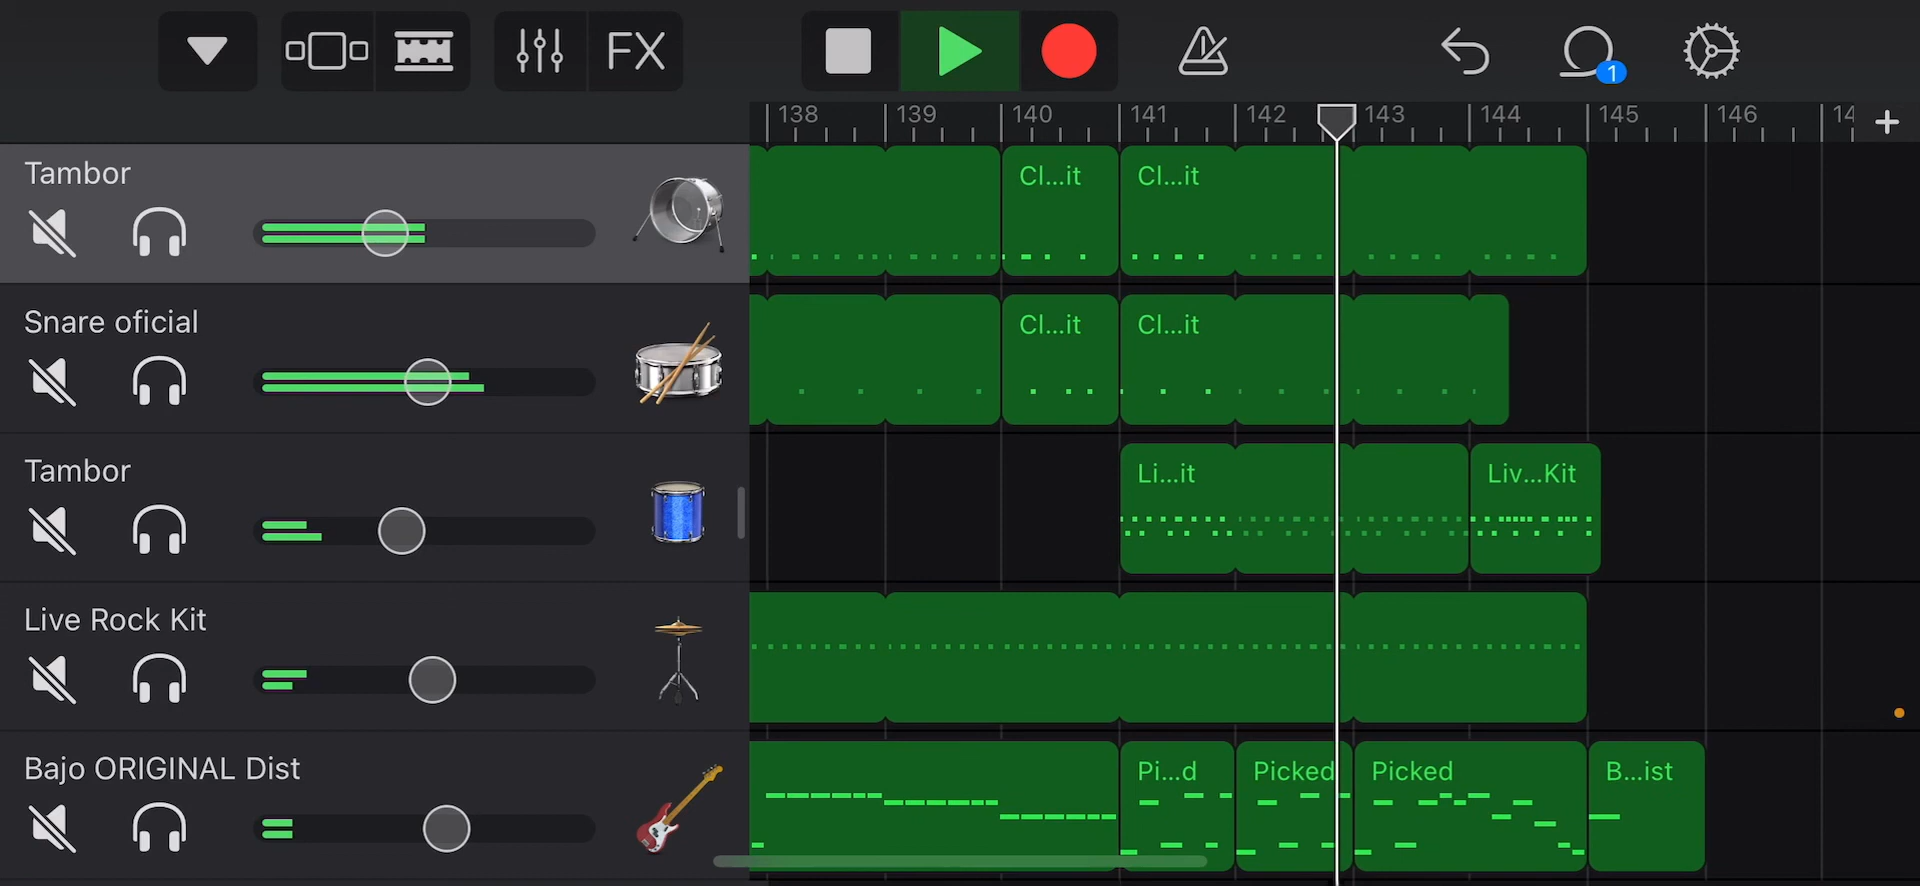 FX
1
138 139 140 141 142 143 144 145 146 14
Tambor
Cl...it Cl...it
Snare oficial
Cl...it Cl...it
Tambor
Li...it Liv...Kit
Live Rock Kit
Bajo ORIGINAL Dist
Pi...d Picked Picked B...ist